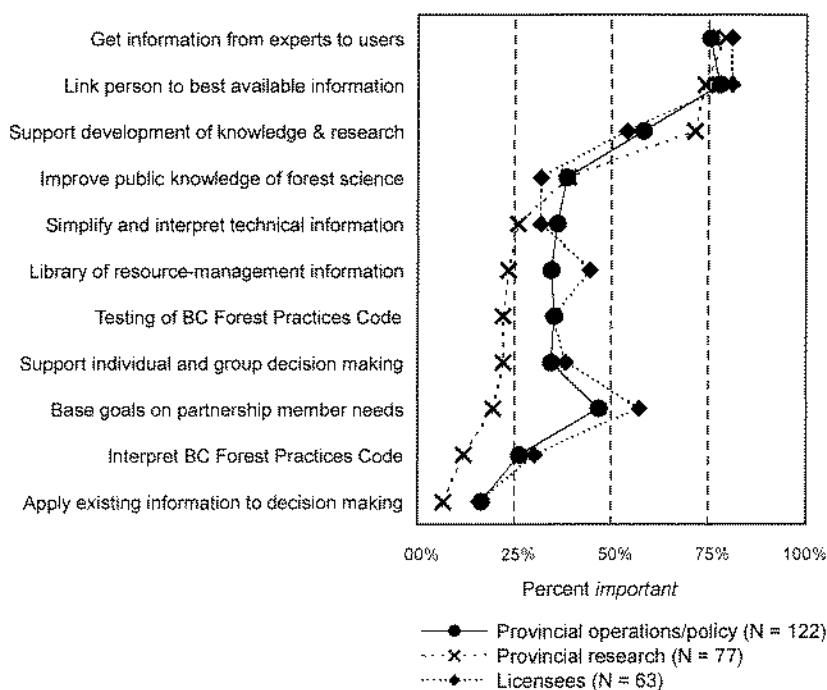 Get information from experts to users
Link person to best available information
Support development of knowledge & research
Improve public knowledge of forest science
Simplify and interpret technical information
Library of resource-management information
Testing of BC Forest Practices Code
Support individual and group decision making
Base goals on partnership member needs
Interpret BC Forest Practices Code
Apply existing information to decision making
00% 25% 50% 75% 100%
Percent important
Provincial operations/policy (N = 122)
Provincial research (N = 77)
Licensees (N = 63)